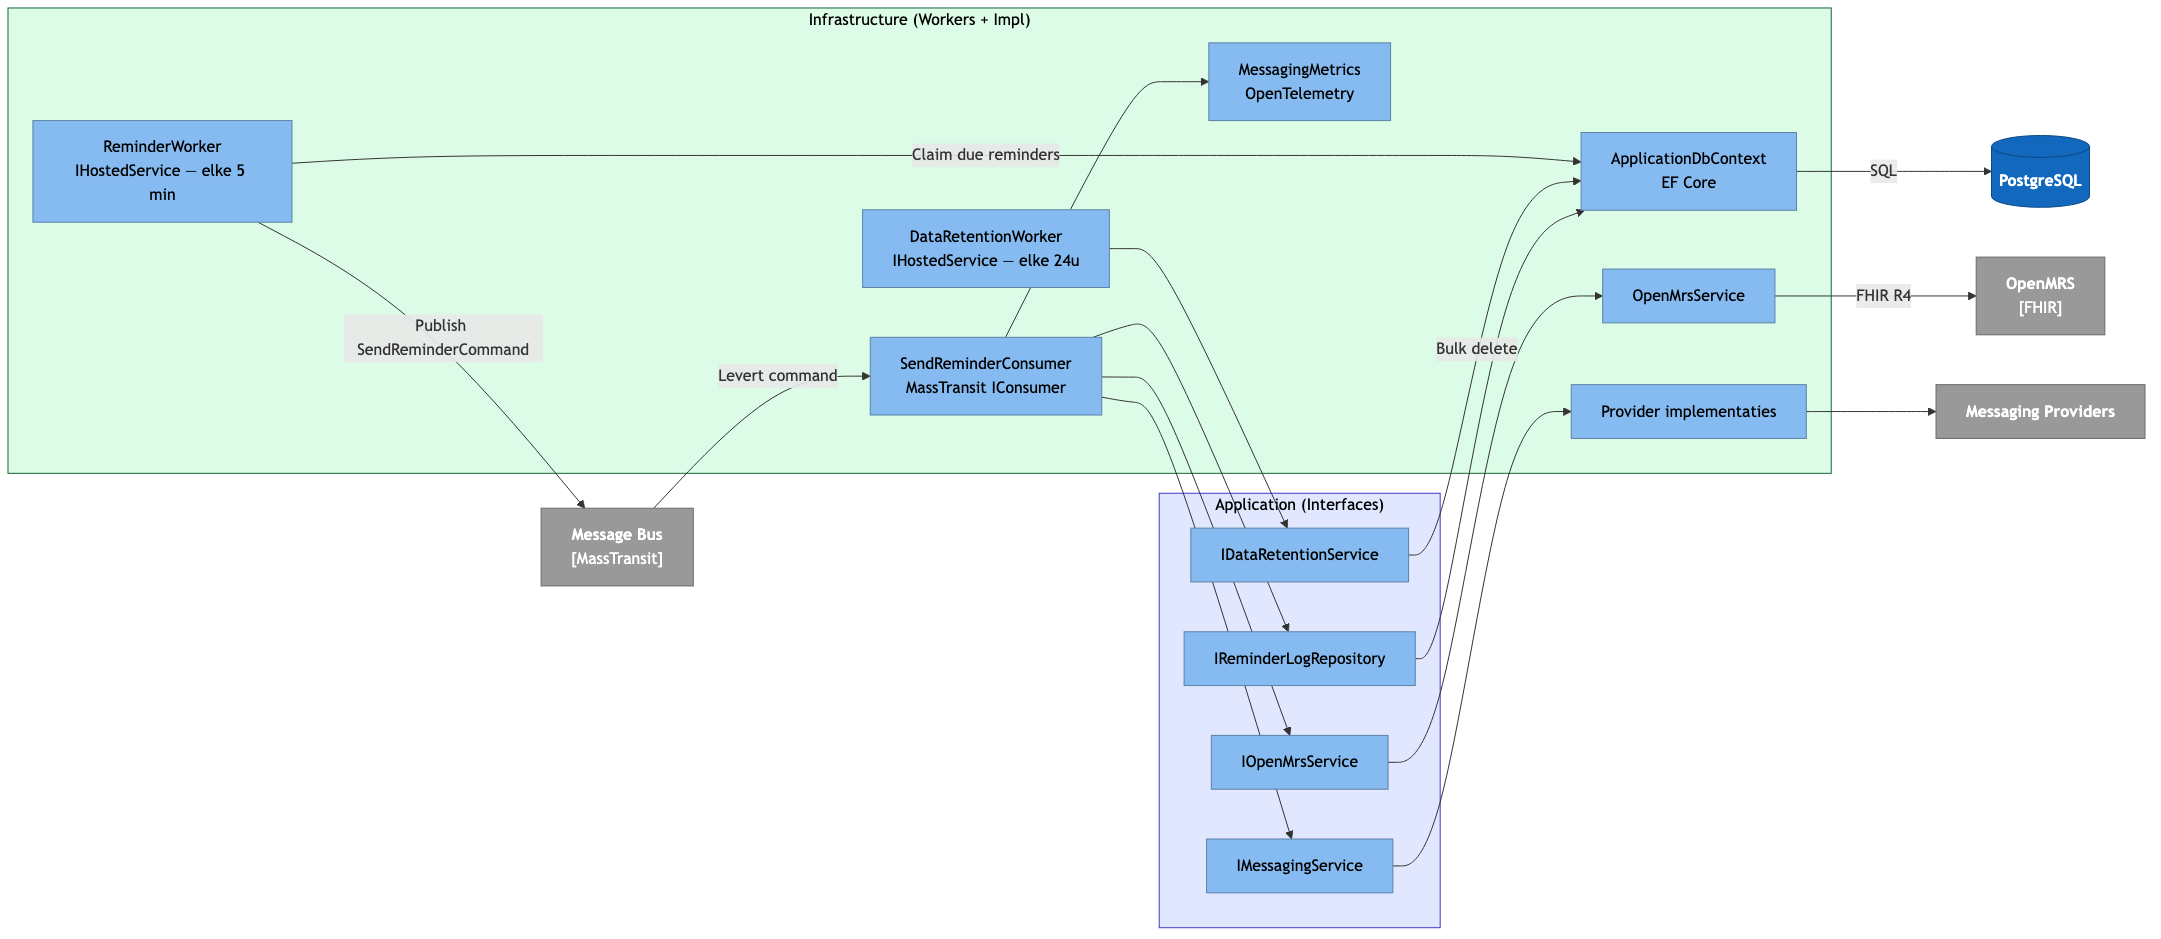 Infrastructure (Workers + Impl)
MessagingMetrics
OpenTelemetry
ReminderWorker
IHostedService — elke 5
min
Claim due reminders
ApplicationDbContext
EF Core
SQL
PostgreSQL
DataRetentionWorker
IHostedService — elke 24u
OpenMrsService
FHIR R4
OpenMRS
[FHIR]
Publish
SendReminderCommand
Levert command
SendReminderConsumer
MassTransit IConsumer
Bulk delete
Provider implementaties
Messaging Providers
Message Bus
[MassTransit]
Application (Interfaces)
IDataRetentionService
IReminderLogRepository
IOpenMrsService
IMessagingService